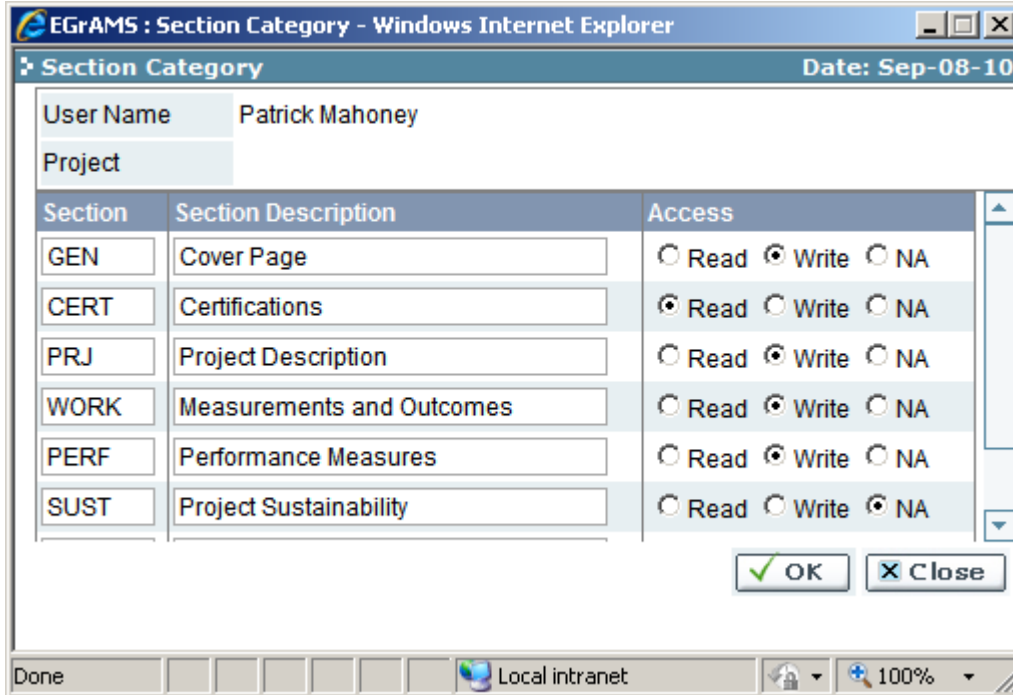 EGrAMS : Section Category - Windows Internet Explorer
Section Category Date: Sep-08-10
User Name Patrick Mahoney
Project
Section Section Description Access
GEN Cover Page Read Write NA
CERT Certifications Read Write NA
PRJ Project Description Read Write NA
WORK Measurements and Outcomes Read Write NA
PERF Performance Measures Read Write NA
SUST Project Sustainability Read Write NA
OK Close
Done Local intranet 100%